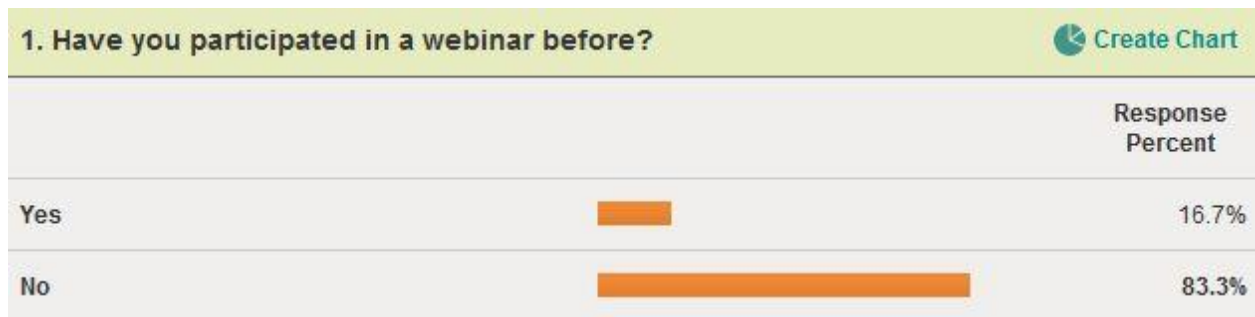 1. Have you participated in a webinar before? Create Chart
Response
Percent
Yes 16.7%
No 83.3%